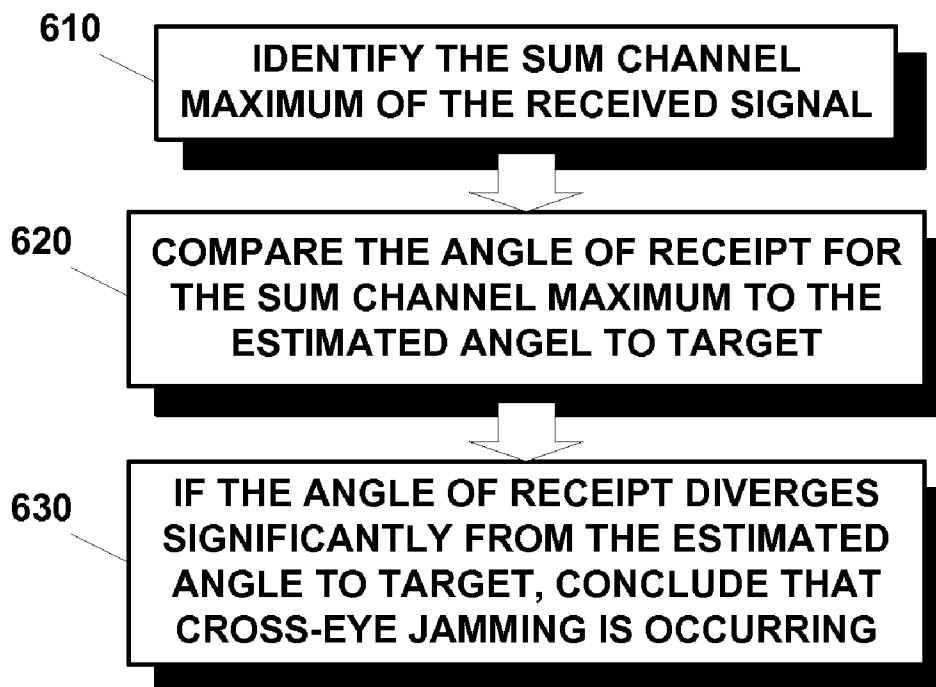 610
IDENTIFY THE SUM CHANNEL
MAXIMUM OF THE RECEIVED SIGNAL
620
COMPARE THE ANGLE OF RECEIPT FOR
THE SUM CHANNEL MAXIMUM TO THE
ESTIMATED ANGEL TO TARGET
630
IF THE ANGLE OF RECEIPT DIVERGES
SIGNIFICANTLY FROM THE ESTIMATED
ANGLE TO TARGET, CONCLUDE THAT
CROSS-EYE JAMMING IS OCCURRING